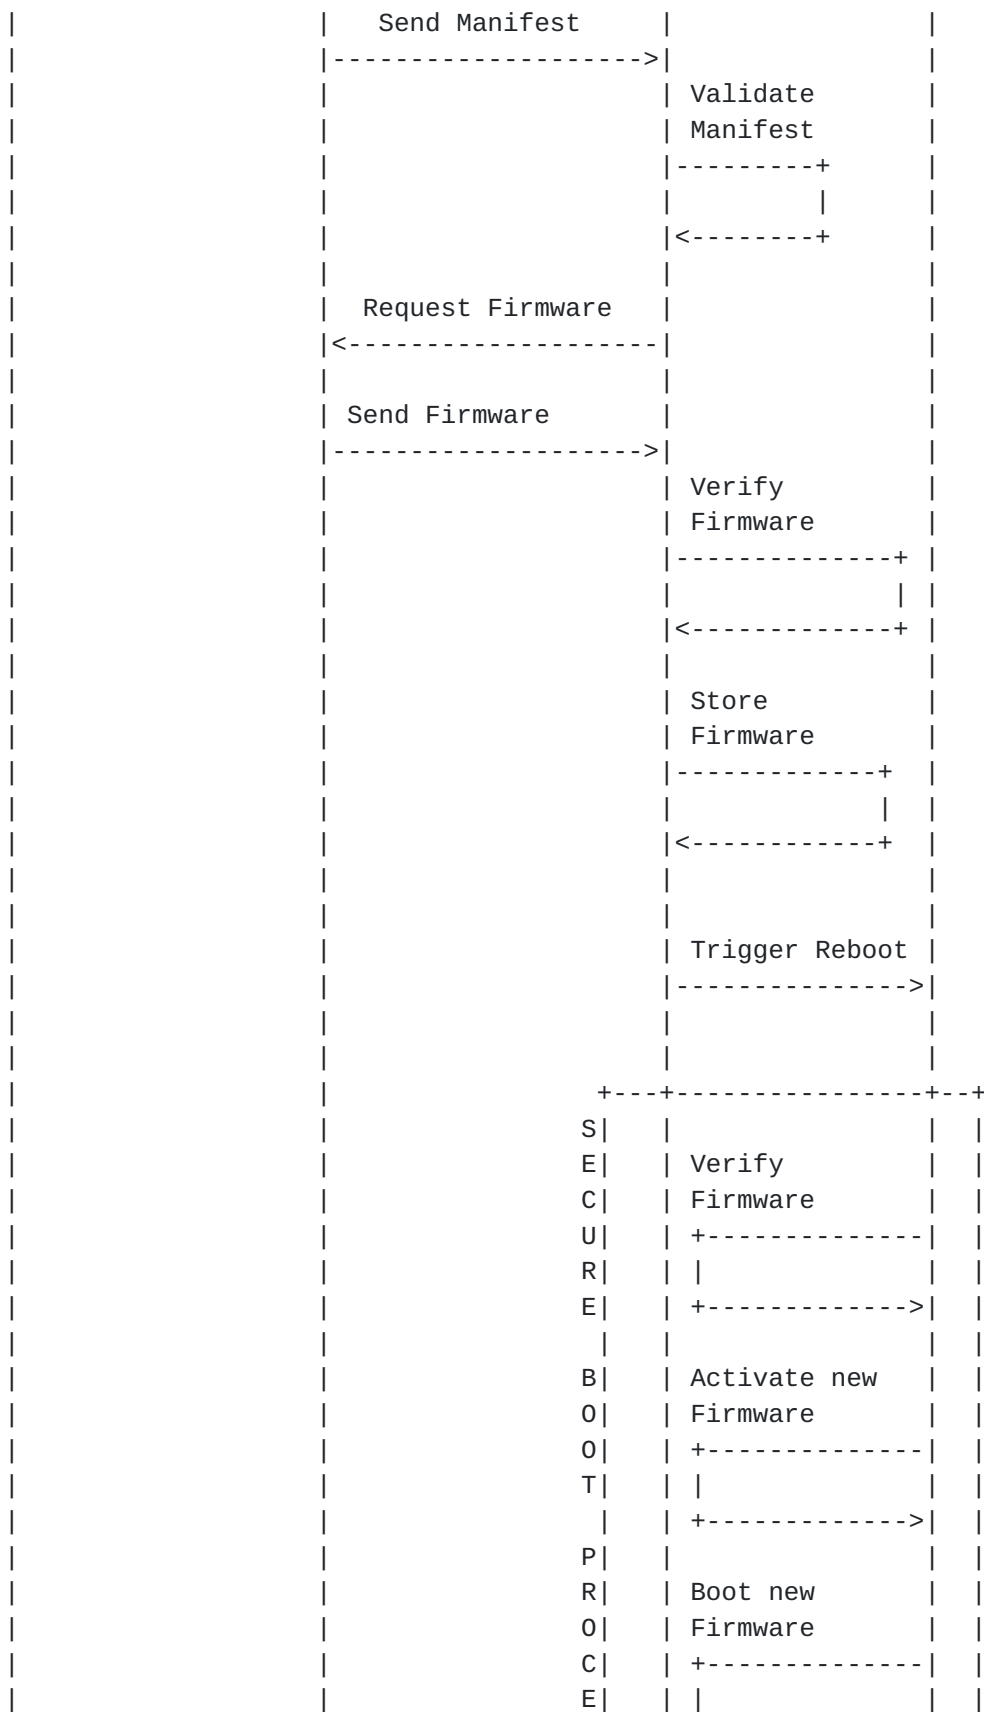 |                   |   Send Manifest     |                |
|                   |-------------------->|                |
|                   |                     | Validate       |
|                   |                     | Manifest       |
|                   |                     |---------+      |
|                   |                     |         |      |
|                   |                     |<--------+      |
|                   |                     |                |
|                   |  Request Firmware   |                |
|                   |<--------------------|                |
|                   |                     |                |
|                   | Send Firmware       |                |
|                   |-------------------->|                |
|                   |                     | Verify         |
|                   |                     | Firmware       |
|                   |                     |--------------+ |
|                   |                     |              | |
|                   |                     |<-------------+ |
|                   |                     |                |
|                   |                     | Store          |
|                   |                     | Firmware       |
|                   |                     |-------------+  |
|                   |                     |             |  |
|                   |                     |<------------+  |
|                   |                     |                |
|                   |                     |                |
|                   |                     | Trigger Reboot |
|                   |                     |--------------->|
|                   |                     |                |
|                   |                     |                |
|                   |                 +---+----------------+--+
|                   |                S|   |                |  |
|                   |                E|   | Verify         |  |
|                   |                C|   | Firmware       |  |
|                   |                U|   | +--------------|  |
|                   |                R|   | |              |  |
|                   |                E|   | +------------->|  |
|                   |                 |   |                |  |
|                   |                B|   | Activate new   |  |
|                   |                O|   | Firmware       |  |
|                   |                O|   | +--------------|  |
|                   |                T|   | |              |  |
|                   |                 |   | +------------->|  |
|                   |                P|   |                |  |
|                   |                R|   | Boot new       |  |
|                   |                O|   | Firmware       |  |
|                   |                C|   | +--------------|  |
|                   |                E|   | |              |  |